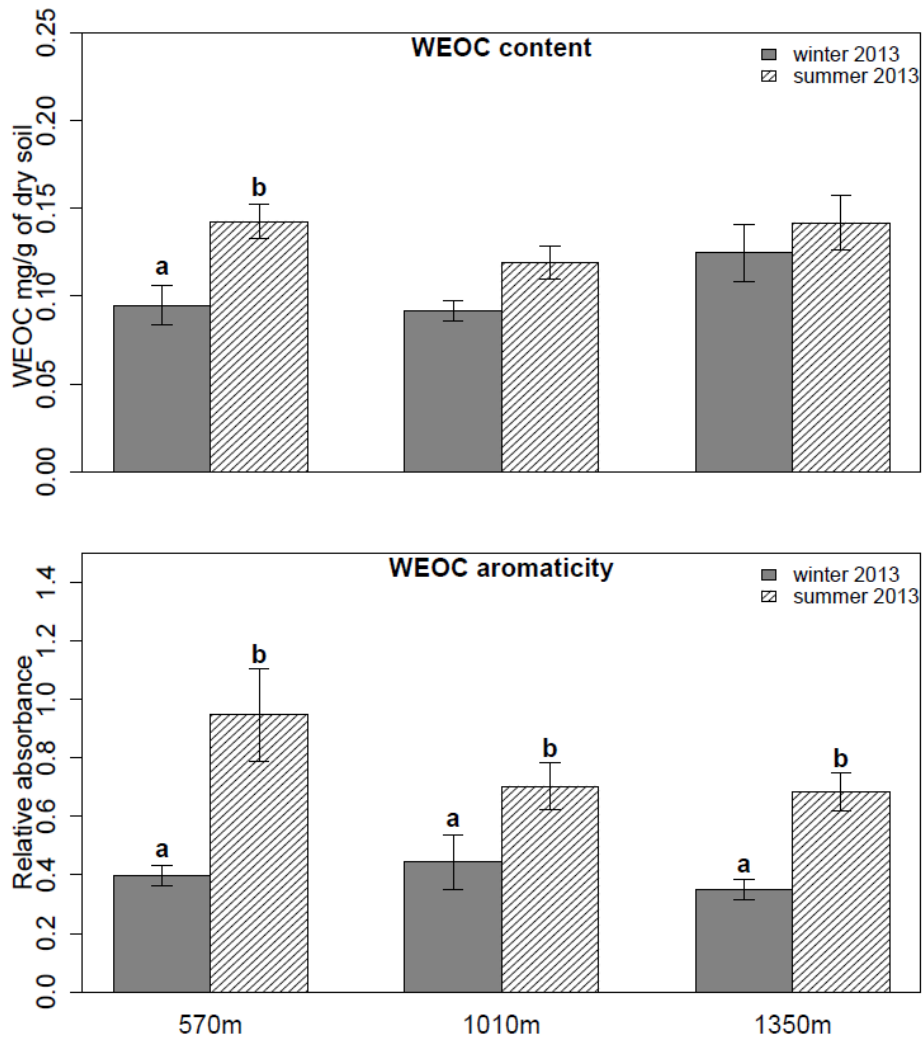 WEOC content
winter 2013
summer 2013
WEOC mg/g of dry soil
0.25
0.20
0.15
0.10
0.05
0.00
a
b
WEOC aromaticity
winter 2013
summer 2013
Relative absorbance
1.4
1.2
1.0
0.8
0.6
0.4
0.2
0.0
a
b
a
b
a
b
570m 1010m 1350m